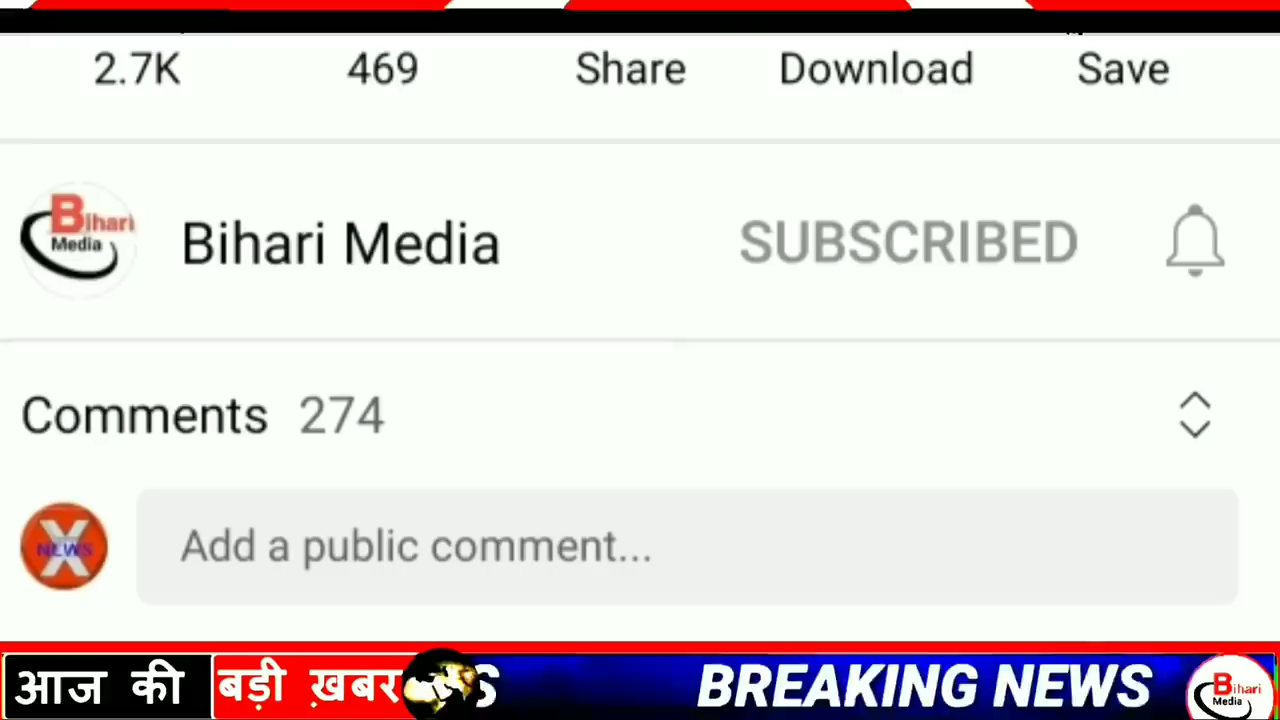 2.7K 469 Share Download Save
Bihari Media
Bihari Media SUBSCRIBED
Comments 274
X NEWS
Add a public comment...
आज की बड़ी ख़बर S BREAKING NEWS
Bihari Media